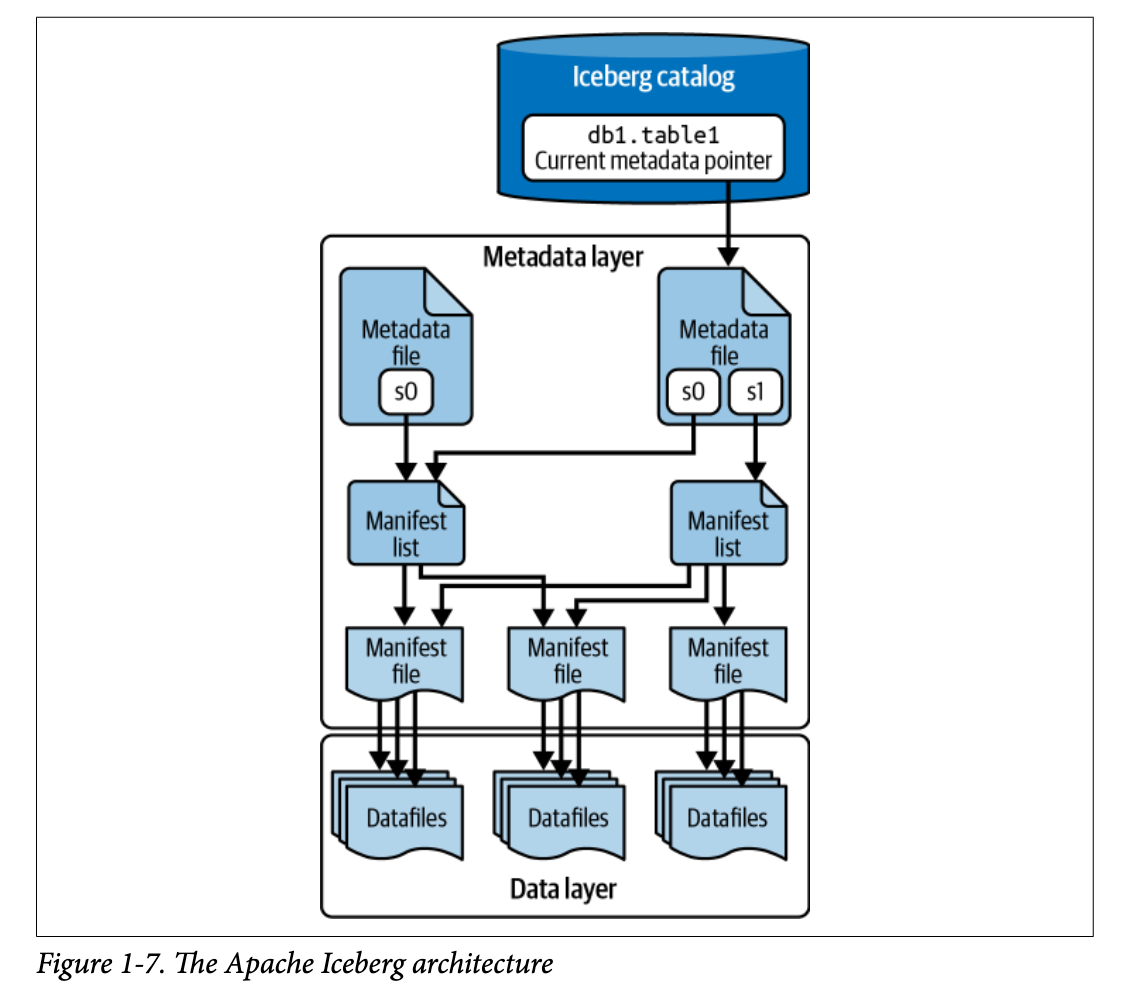 Iceberg catalog
db1.table1
Current metadata pointer
Metadata layer
Metadata
file
s0
Metadata
file
s0
s1
Manifest
list
Manifest
list
Manifest
file
Manifest
file
Manifest
file
Datafiles
Datafiles
Datafiles
Data layer
Figure 1-7. The Apache Iceberg architecture